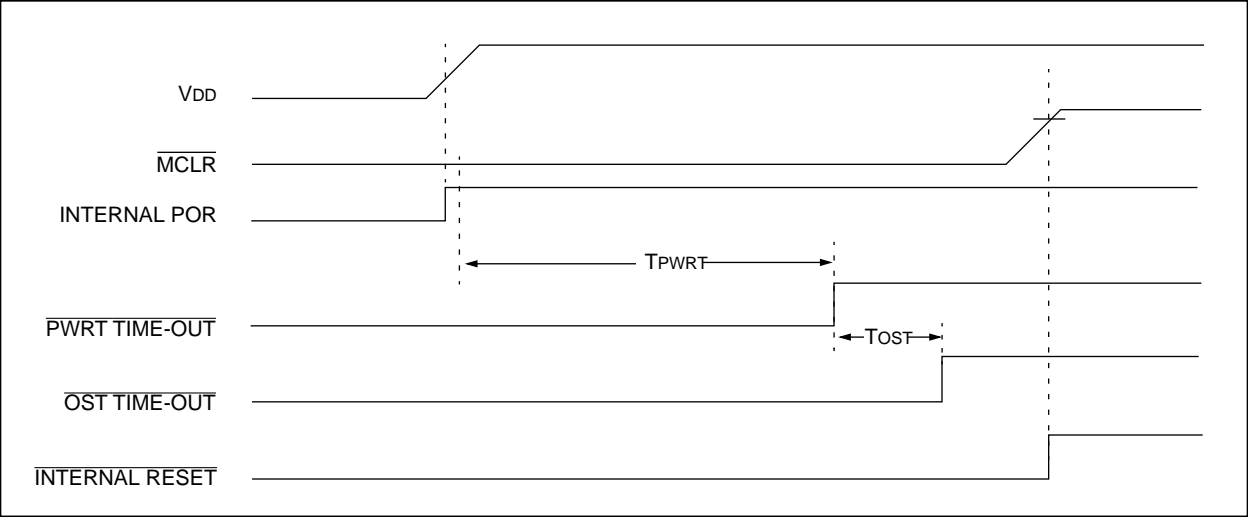 VDD
MCLR
INTERNAL POR
TPWRT
PWRT TIME-OUT
TOST
OST TIME-OUT
INTERNAL RESET